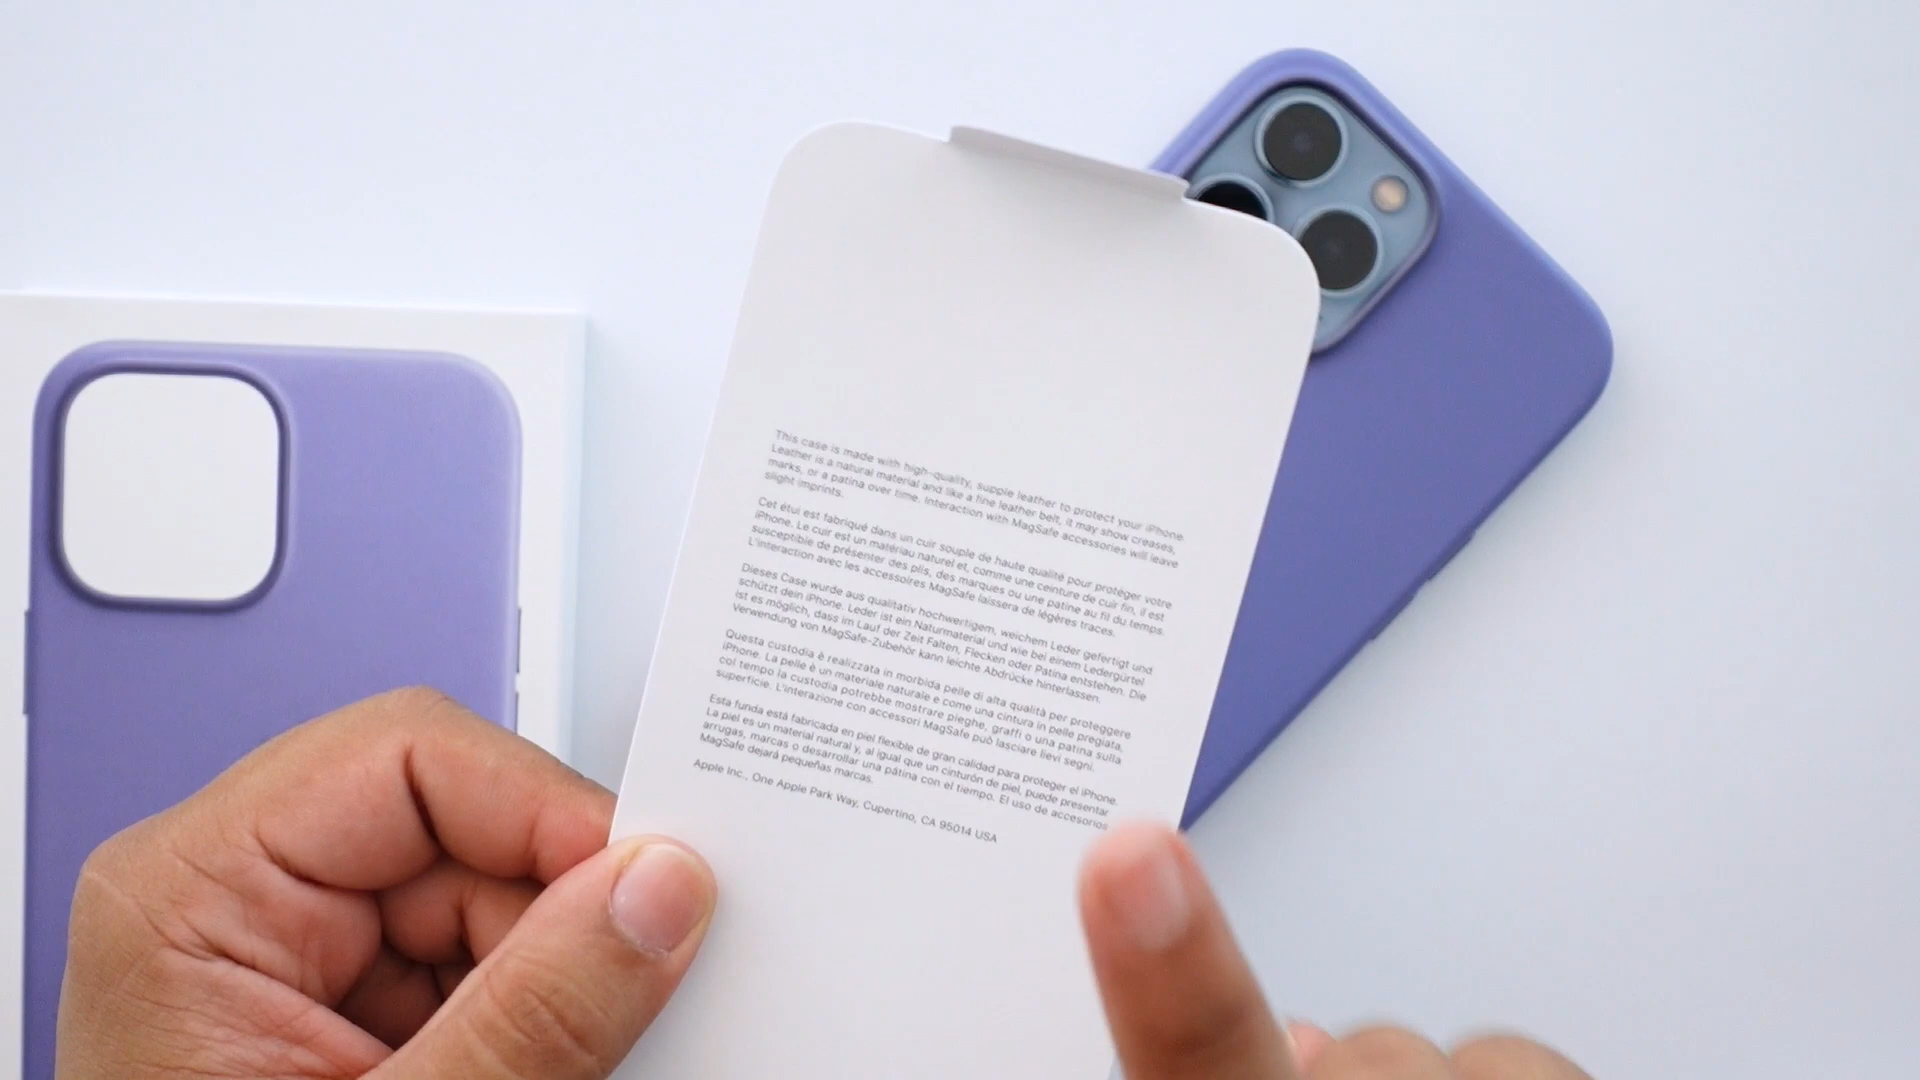 This case is made with high-quality, supple leather to protect your iPhone.
Leather is a natural material and like a fine leather belt, it may show creases,
marks, or a patina over time. Interaction with MagSafe accessories will leave
slight imprints.
Cet étui est fabriqué dans un cuir souple de haute qualité pour protéger votre
iPhone. Le cuir est un matériau naturel et, comme une ceinture de cuir fin, il est
susceptible de présenter des plis, des marques ou une patine au fil du temps.
L'interaction avec les accessoires MagSafe laissera de légères traces.
Dieses Case wurde aus qualitativ hochwertigem, weichem Leder gefertigt und
schützt dein iPhone. Leder ist ein Naturmaterial und wie bei einem Ledergürtel
ist es möglich, dass im Lauf der Zeit Falten, Flecken oder Patina entstehen. Die
Verwendung von MagSafe-Zubehör kann leichte Abdrücke hinterlassen.
Questa custodia è realizzata in morbida pelle di alta qualità per proteggere
iPhone. La pelle è un materiale naturale e come una cintura in pelle pregiata,
col tempo la custodia potrebbe mostrare pieghe, graffi o una patina sulla
superficie. L'interazione con accessori MagSafe può lasciare lievi segni.
Esta funda está fabricada en piel flexible de gran calidad para proteger el iPhone.
La piel es un material natural y, al igual que un cinturón de piel, puede presentar
arrugas, marcas o desarrollar una pátina con el tiempo. El uso de accesorios
MagSafe dejará pequeñas marcas.
Apple Inc., One Apple Park Way, Cupertino, CA 95014 USA